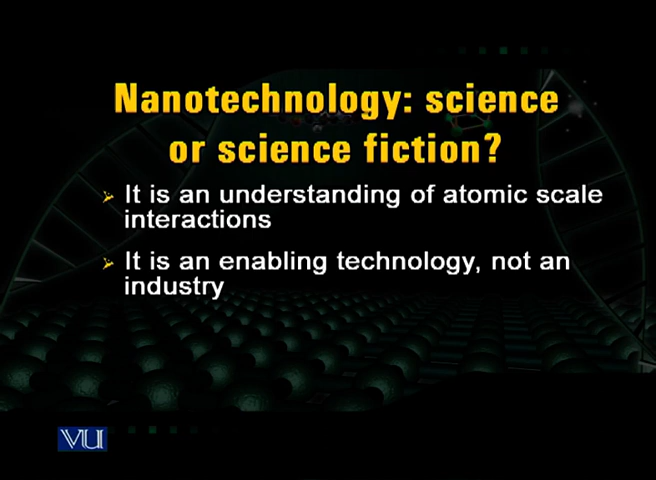 Nanotechnology: science
or science fiction?
It is an understanding of atomic scale
interactions
It is an enabling technology, not an
industry
VU